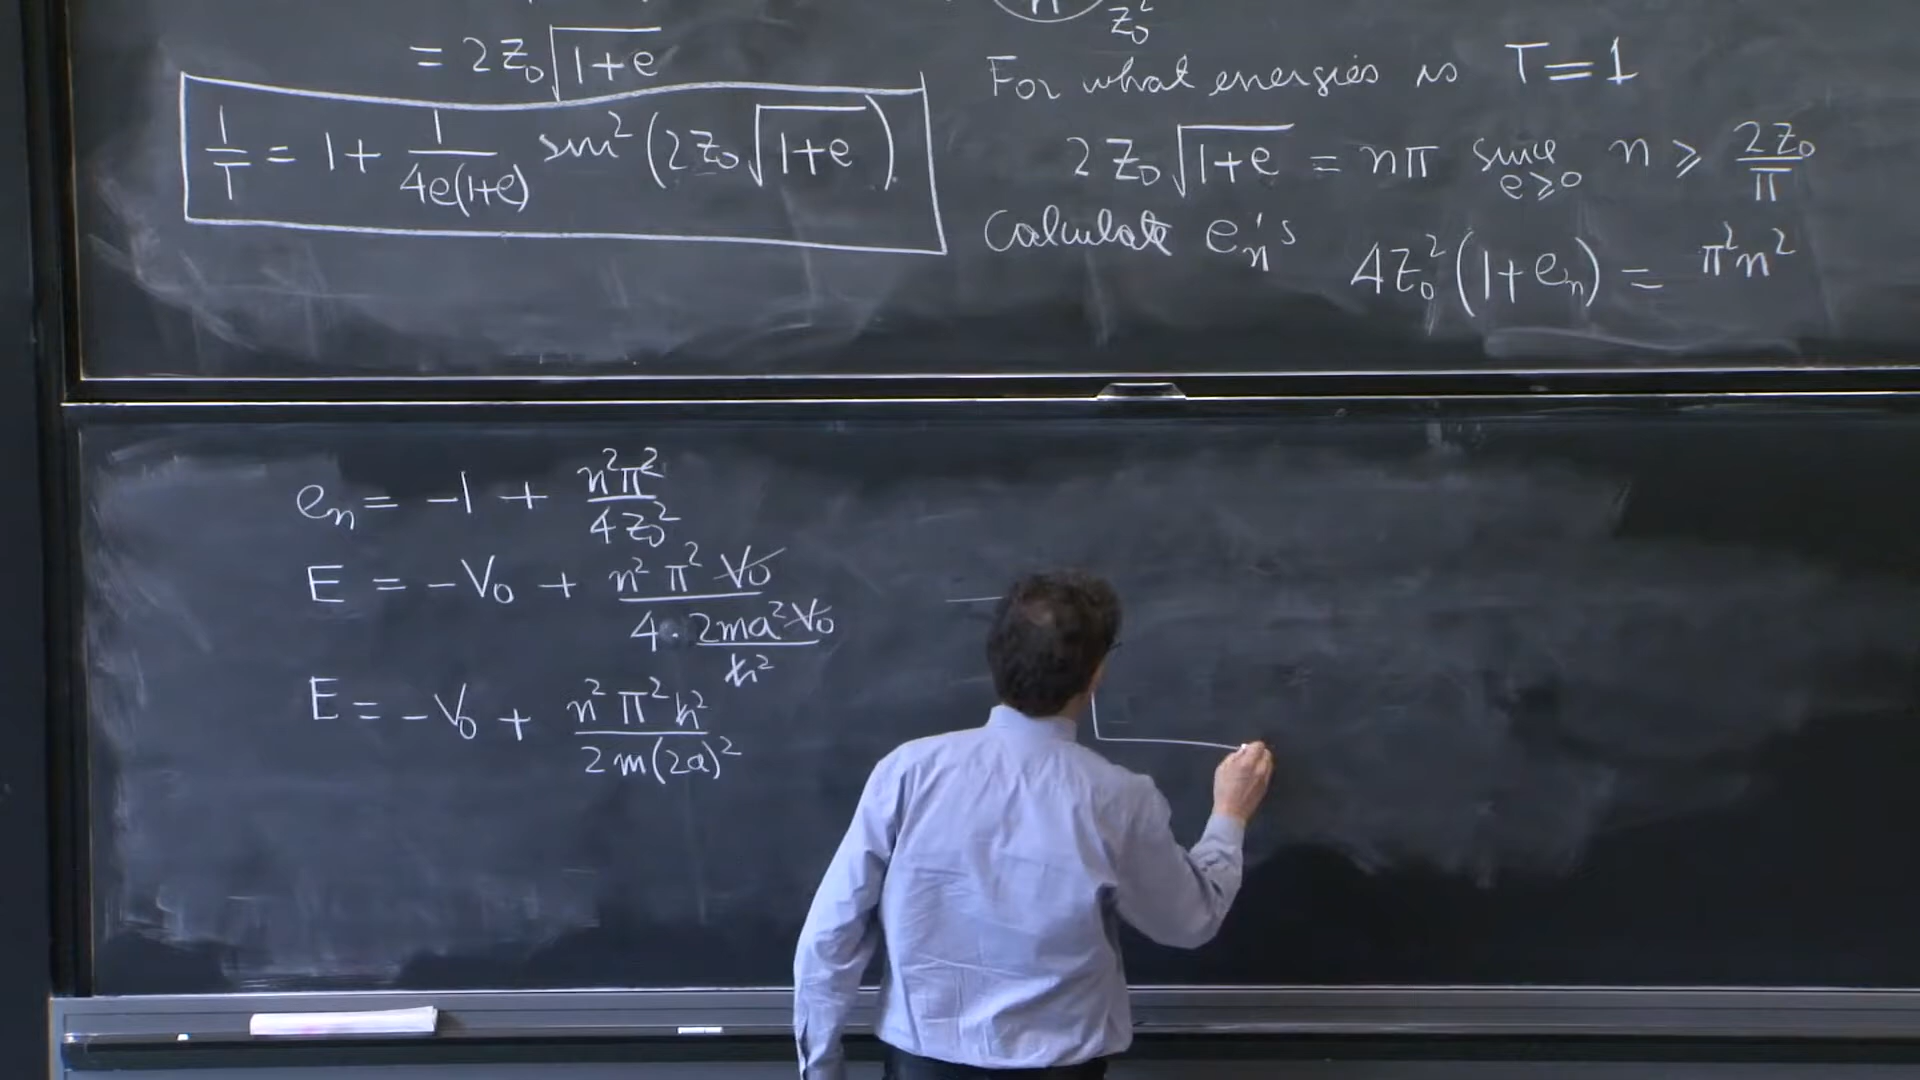 = 2z₀√(1+e)
1/T = 1 + 1/(4e(1+e)) sin²(2z₀√(1+e))
z₀²
For what energies is T = 1
2z₀√(1+e) = nπ since e ≥ 0 n ≥ 2z₀/π
Calculate eₙ's 4z₀²(1+eₙ) = π²n²
eₙ = -1 + n²π²/4z₀²
E = -V₀ + n²π²V₀/(4·2ma²V₀/ħ²)
E = -V₀ + n²π²ħ²/2m(2a)²